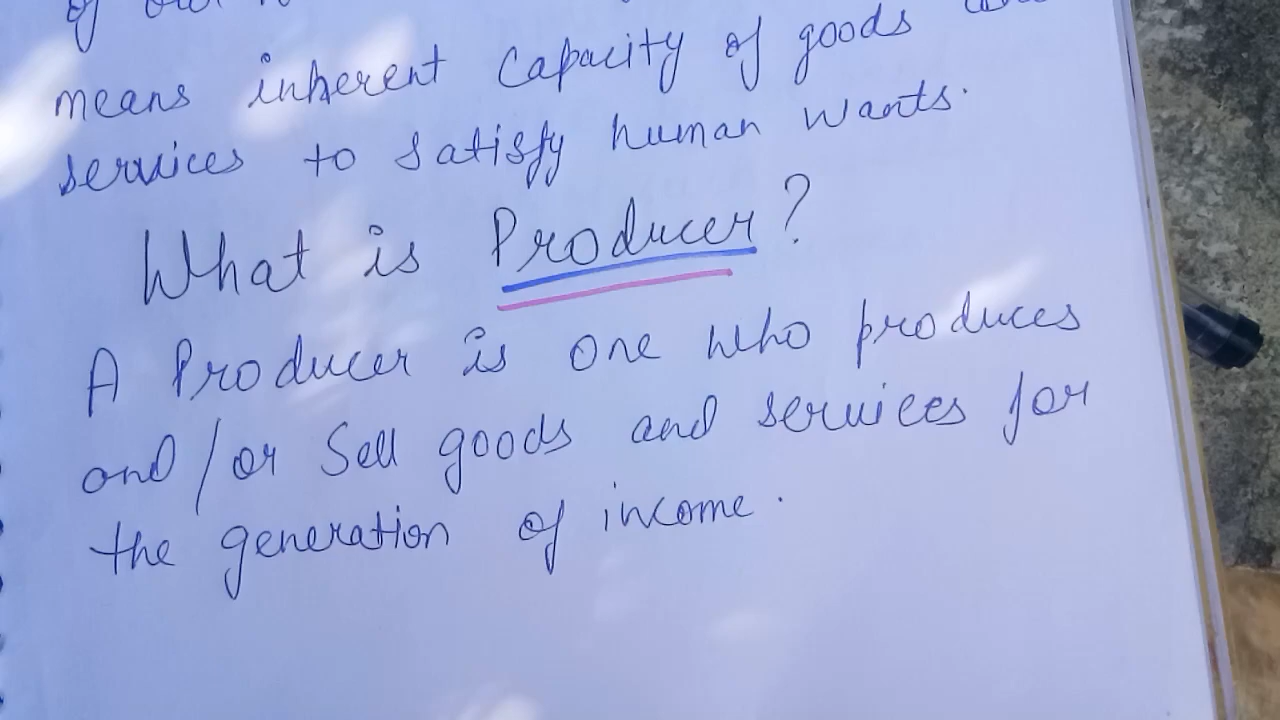 of
means inherent capacity of goods
services to satisfy human wants.
What is Producer?
A Producer is one who produces
and/or Sell goods and services for
the generation of income.